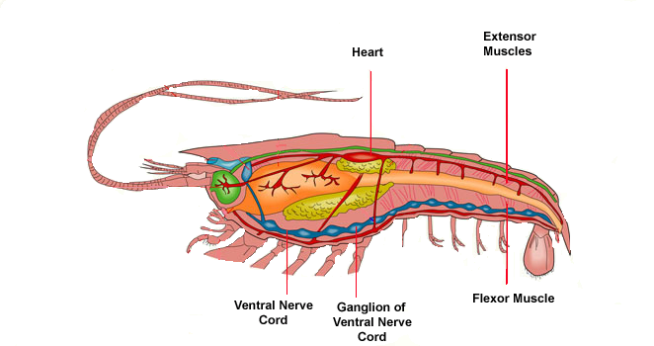 Extensor
Muscles
Heart
Ventral Nerve
Cord
Ganglion of
Ventral Nerve
Cord
Flexor Muscle